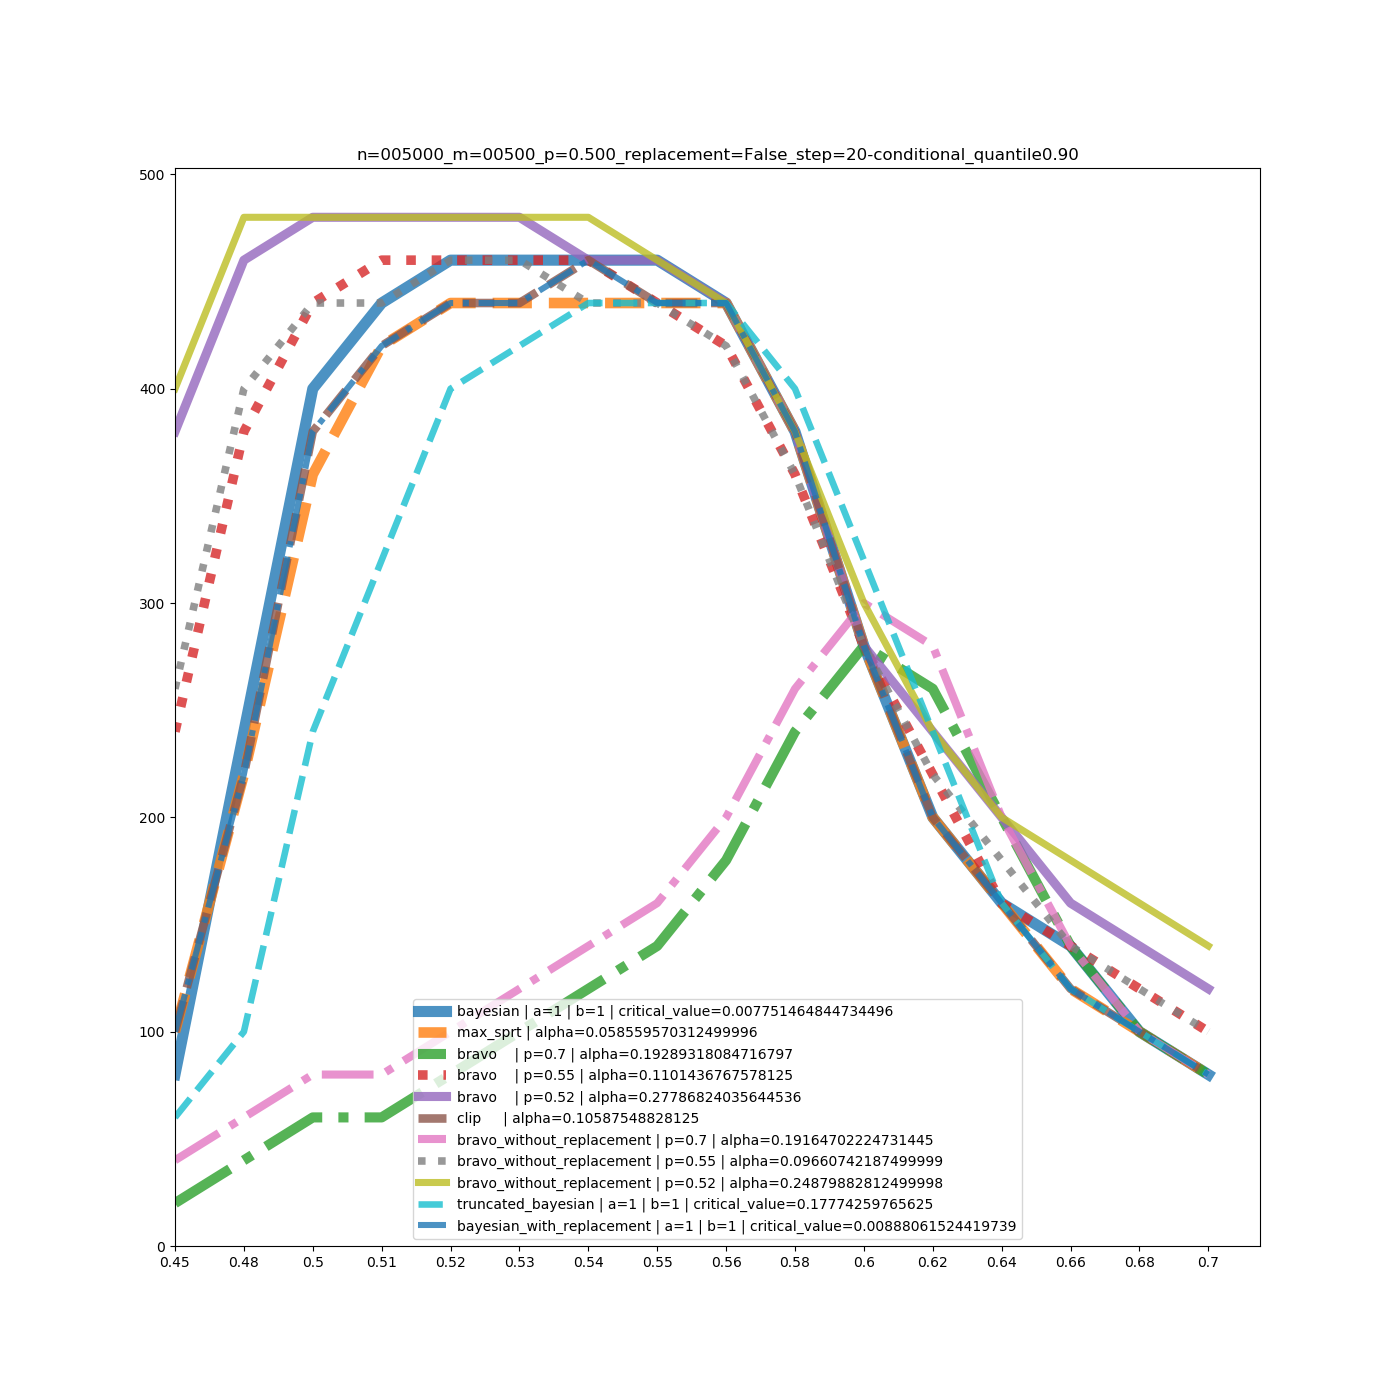 n=005000_m=00500_p=0.500_replacement=False_step=20-conditional_quantile0.90
500
400
300
200
100
0
bayesian | a=1 | b=1 | critical_value=0.007751464844734496
max_sprt | alpha=0.058559570312499996
bravo | p=0.7 | alpha=0.19289318084716797
bravo | p=0.55 | alpha=0.1101436767578125
bravo | p=0.52 | alpha=0.27786824035644536
clip | alpha=0.10587548828125
bravo_without_replacement | p=0.7 | alpha=0.19164702224731445
bravo_without_replacement | p=0.55 | alpha=0.09660742187499999
bravo_without_replacement | p=0.52 | alpha=0.24879882812499998
truncated_bayesian | a=1 | b=1 | critical_value=0.17774259765625
bayesian_with_replacement | a=1 | b=1 | critical_value=0.00888061524419739
0.45 0.48 0.5 0.51 0.52 0.53 0.54 0.55 0.56 0.58 0.6 0.62 0.64 0.66 0.68 0.7